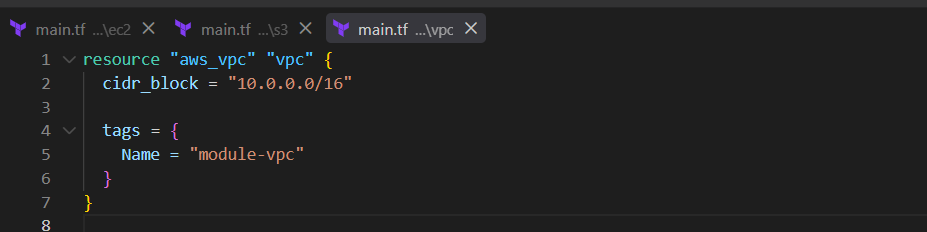 main.tf ...\ec2 main.tf ...\s3 main.tf ...\vpc
1 resource "aws_vpc" "vpc" {
2 cidr_block = "10.0.0.0/16"
3
4 tags = {
5 Name = "module-vpc"
6 }
7 }
8